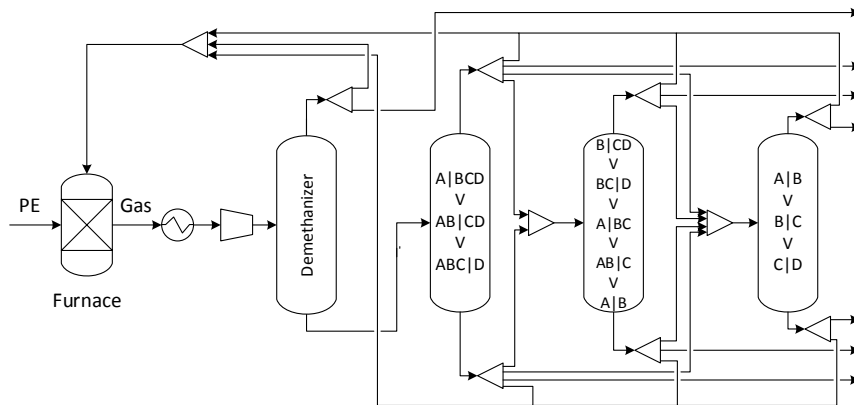 PE
Gas
Furnace
Demethanizer
A|BCD
V
AB|CD
V
ABC|D
B|CD
V
BC|D
V
A|BC
V
AB|C
V
A|B
A|B
V
B|C
V
C|D